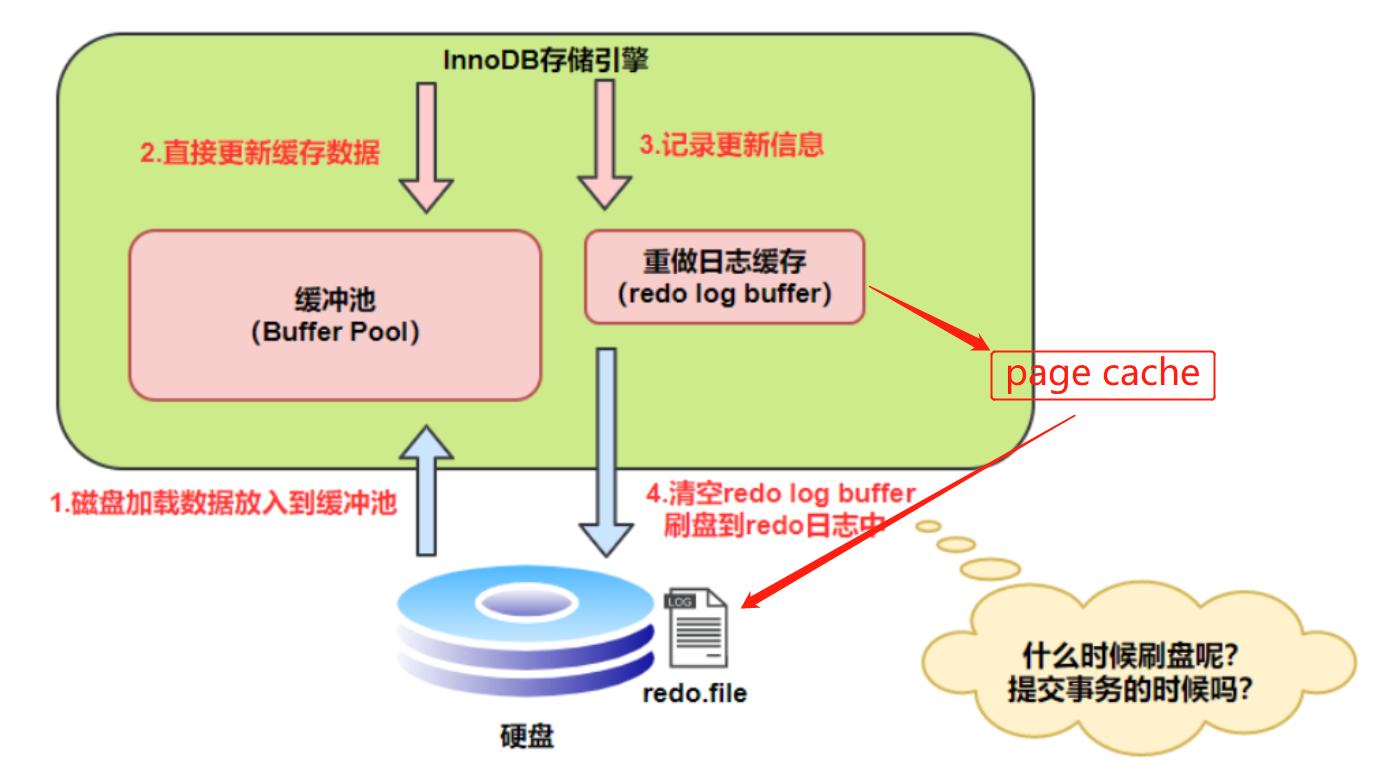 InnoDB存储引擎
2.直接更新缓存数据
3.记录更新信息
重做日志缓存
（redo log buffer）
缓冲池
（Buffer Pool）
page cache
1.磁盘加载数据放入到缓冲池
4.清空redo log buffer
刷盘到redo日志中
LOG
什么时候刷盘呢?
提交事务的时候吗?
redo.file
硬盘